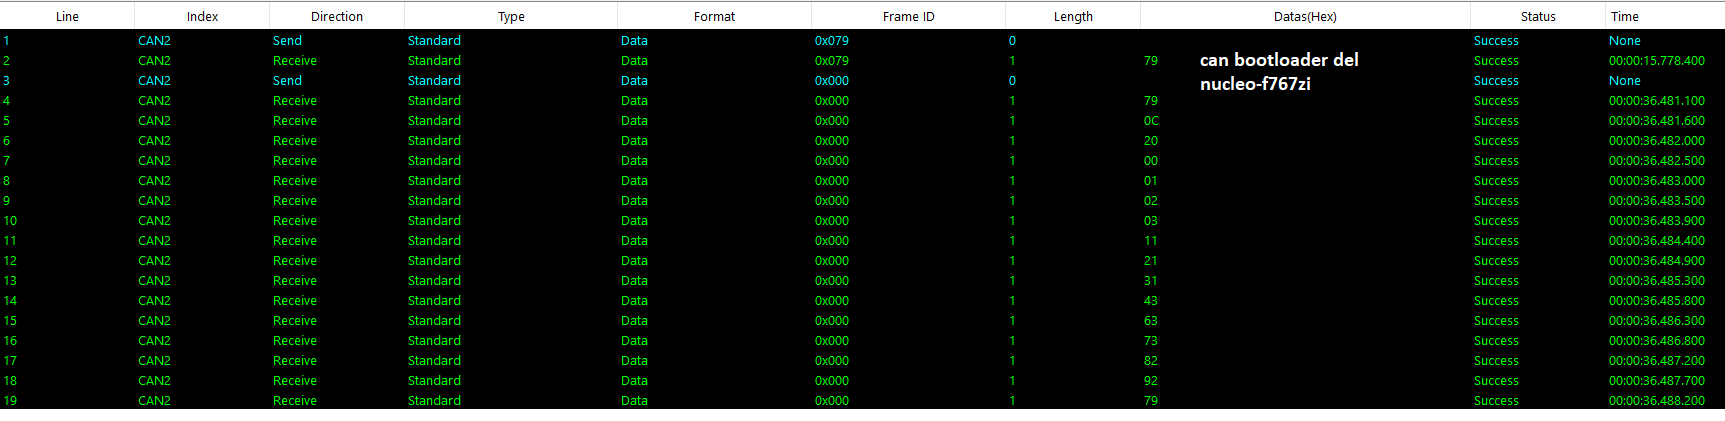 Line Index Direction Type Format Frame ID Length Datas(Hex) Status Time
1 CAN2 Send Standard Data 0x079 0 Success None
2 CAN2 Receive Standard Data 0x079 1 79 Success 00:00:15.778.400
can bootloader del
nucleo-f767zi
3 CAN2 Send Standard Data 0x000 0 Success None
4 CAN2 Receive Standard Data 0x000 1 79 Success 00:00:36.481.100
5 CAN2 Receive Standard Data 0x000 1 0C Success 00:00:36.481.600
6 CAN2 Receive Standard Data 0x000 1 20 Success 00:00:36.482.000
7 CAN2 Receive Standard Data 0x000 1 00 Success 00:00:36.482.500
8 CAN2 Receive Standard Data 0x000 1 01 Success 00:00:36.483.000
9 CAN2 Receive Standard Data 0x000 1 02 Success 00:00:36.483.500
10 CAN2 Receive Standard Data 0x000 1 03 Success 00:00:36.483.900
11 CAN2 Receive Standard Data 0x000 1 11 Success 00:00:36.484.400
12 CAN2 Receive Standard Data 0x000 1 21 Success 00:00:36.484.900
13 CAN2 Receive Standard Data 0x000 1 31 Success 00:00:36.485.300
14 CAN2 Receive Standard Data 0x000 1 43 Success 00:00:36.485.800
15 CAN2 Receive Standard Data 0x000 1 63 Success 00:00:36.486.300
16 CAN2 Receive Standard Data 0x000 1 73 Success 00:00:36.486.800
17 CAN2 Receive Standard Data 0x000 1 82 Success 00:00:36.487.200
18 CAN2 Receive Standard Data 0x000 1 92 Success 00:00:36.487.700
19 CAN2 Receive Standard Data 0x000 1 79 Success 00:00:36.488.200